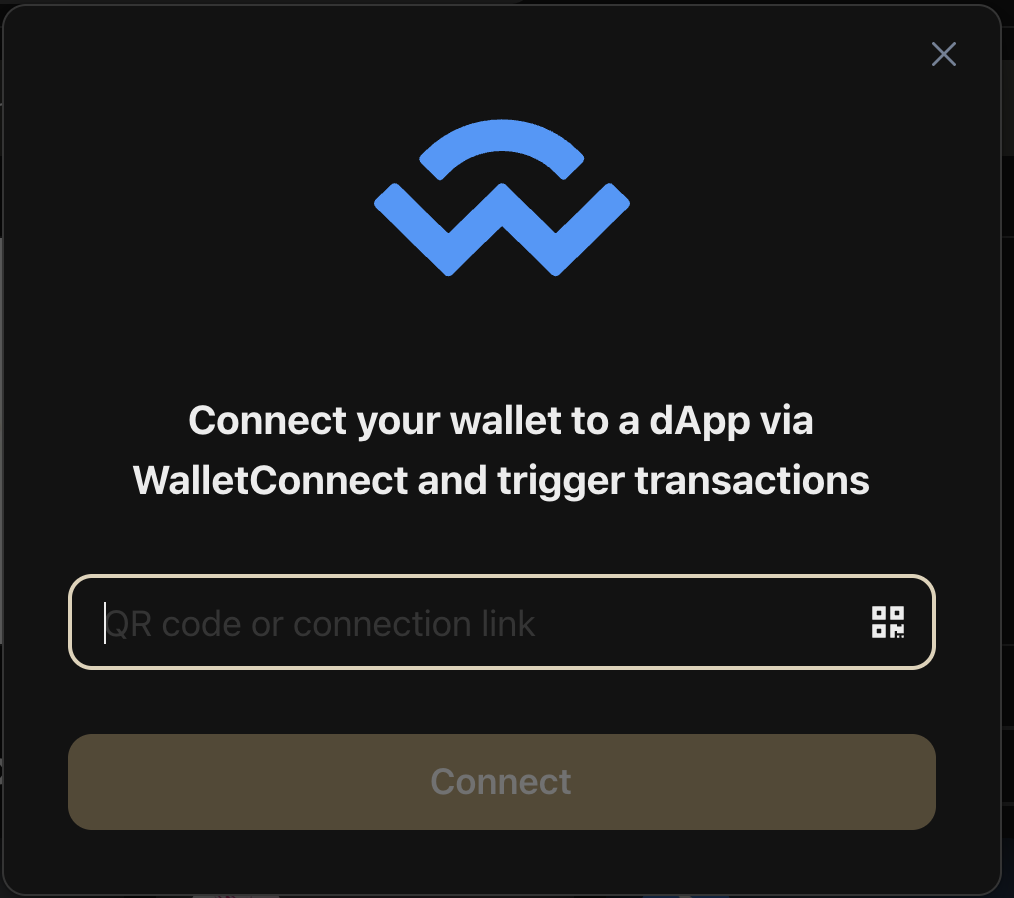 Connect your wallet to a dApp via
WalletConnect and trigger transactions
QR code or connection link
Connect